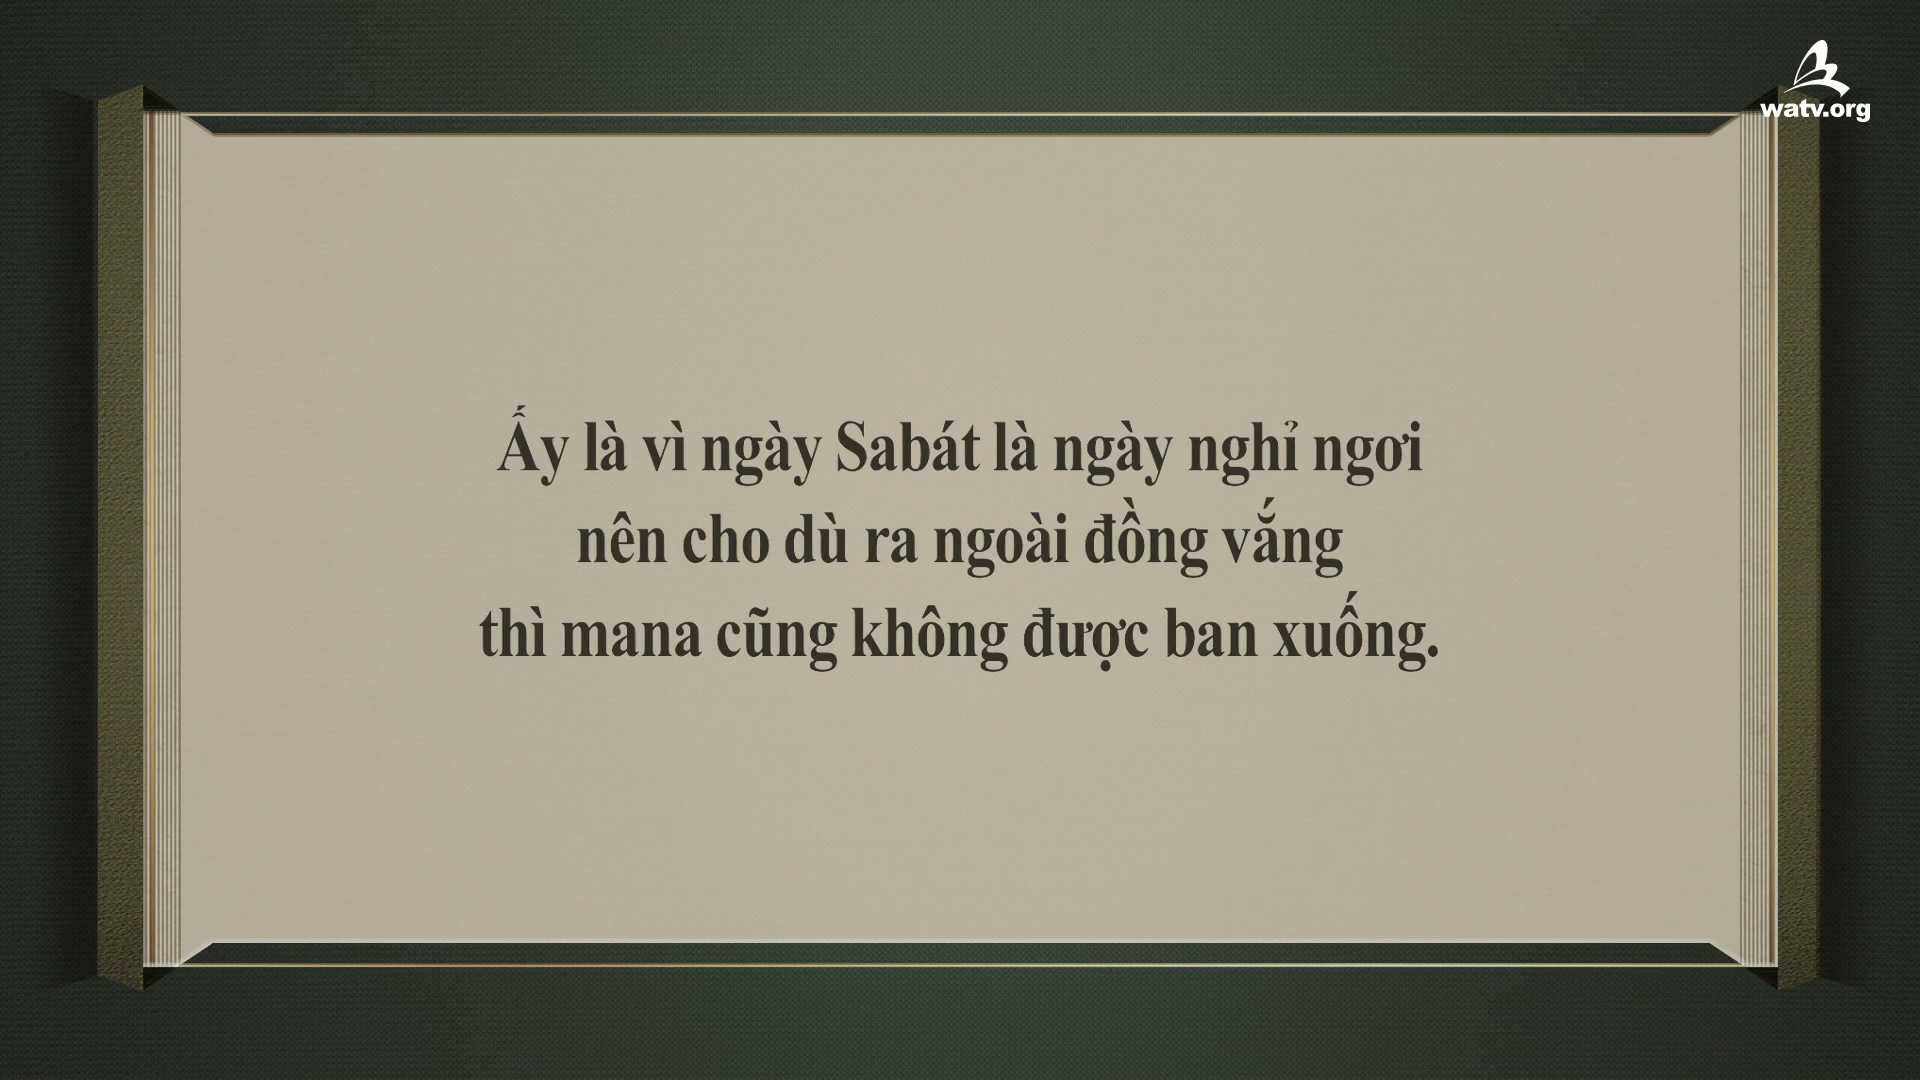 watv.org
Ấy là vì ngày Sabát là ngày nghỉ ngơi
nên cho dù ra ngoài đồng vắng
thì mana cũng không được ban xuống.